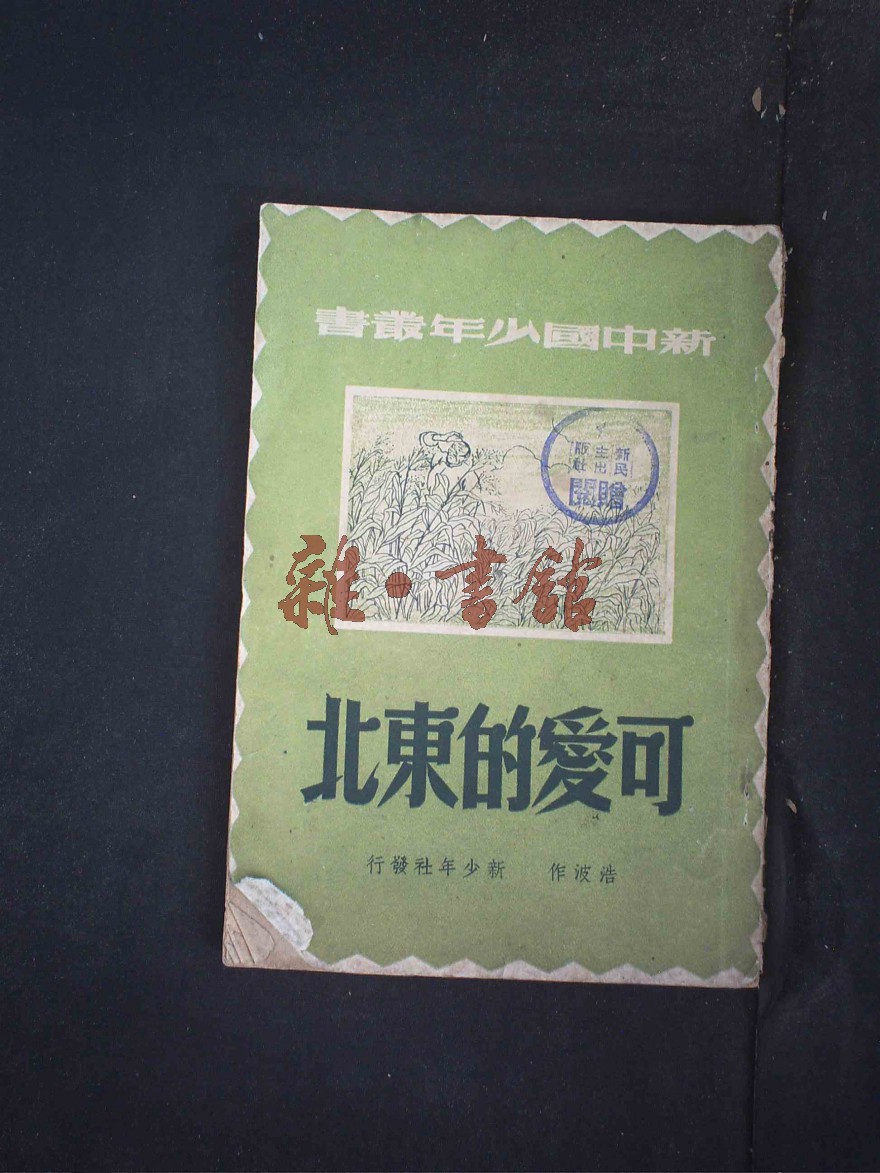 新中國少年叢書
新民主出版社
贈閱
雜·書館
可愛的東北
浩波作 新少年社發行